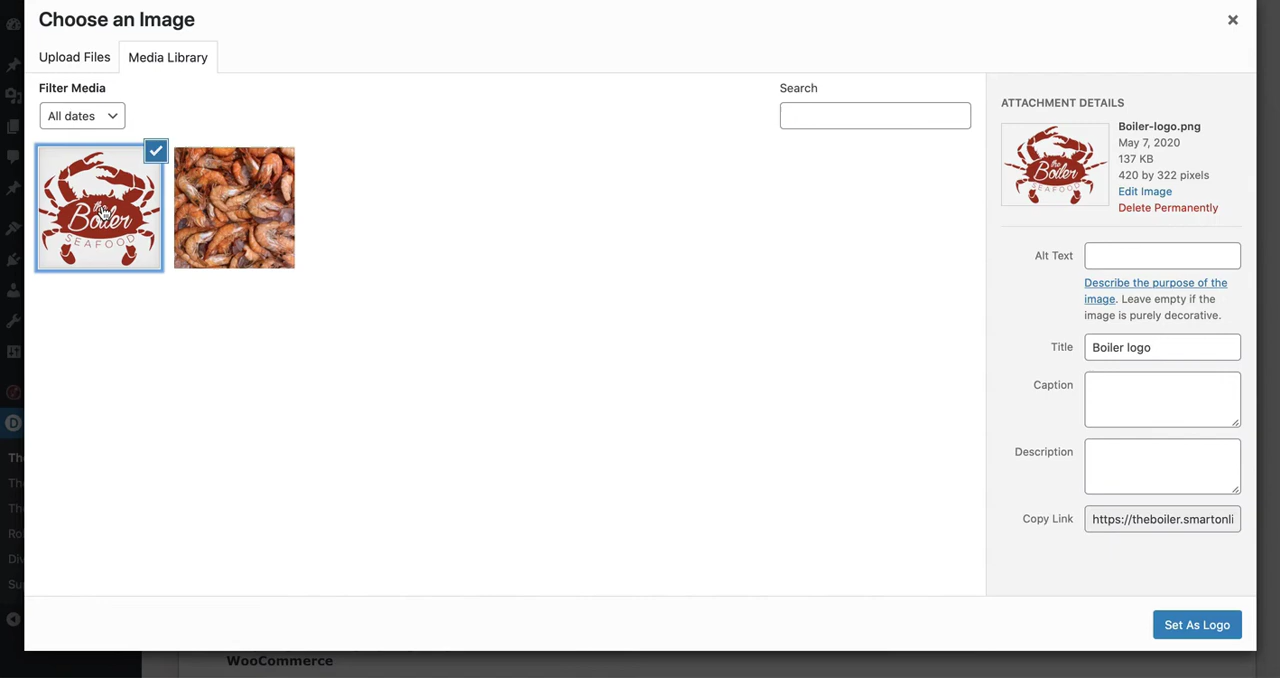 Choose an Image
Upload Files
Media Library
Filter Media
All dates
Search
the
Boiler
SEAFOOD
ATTACHMENT DETAILS
the
Boiler
SEAFOOD
Boiler-logo.png
May 7, 2020
137 KB
420 by 322 pixels
Edit Image
Delete Permanently
Alt Text
Describe the purpose of the
image. Leave empty if the
image is purely decorative.
Title
Boiler logo
Caption
Description
Copy Link
https://theboiler.smartonli
Set As Logo
D
WooCommerce